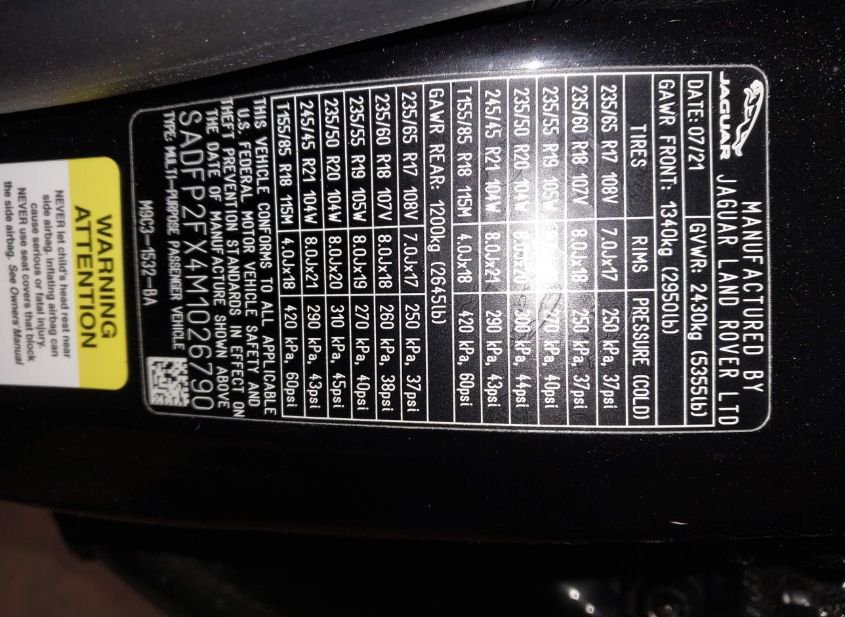 JAGUAR
MANUFACTURED BY
JAGUAR LAND ROVER LTD
DATE: 07/21 GVWR: 2430kg (5355lb)
GAWR FRONT: 1340kg (2950lb)
TIRES RIMS PRESSURE (COLD)
235/65 R17 108V 7.0Jx17 250 kPa, 37psi
235/60 R18 107V 8.0Jx18 250 kPa, 37psi
235/55 R19 105W kPa, 40psi
235/50 R20 104W 300 kPa, 44psi
245/45 R21 104W 8.0Jx21 290 kPa, 43psi
T155/85 R18 115M 4.0Jx18 420 kPa, 60psi
GAWR REAR: 1200kg (2645lb)
235/65 R17 108V 7.0Jx17 250 kPa, 37psi
235/60 R18 107V 8.0Jx18 260 kPa, 38psi
235/55 R19 105W 8.0Jx19 270 kPa, 40psi
235/50 R20 104W 8.0Jx20 310 kPa, 45psi
245/45 R21 104W 8.0Jx21 290 kPa, 43psi
T155/85 R18 115M 4.0Jx18 420 kPa, 60psi
THIS VEHICLE CONFORMS TO ALL APPLICABLE
U.S. FEDERAL MOTOR VEHICLE SAFETY AND
THEFT PREVENTION STANDARDS IN EFFECT ON
THE DATE OF MANUFACTURE SHOWN ABOVE
SADFP2FX4M1026790
TYPE: MULTI-PURPOSE PASSENGER VEHICLE
M9C3-1532-BA
WARNING
ATTENTION
NEVER let child's head rest near
side airbag. Inflating airbag can
cause serious or fatal injury.
NEVER use seat covers that block
the side airbag. See Owners Manual